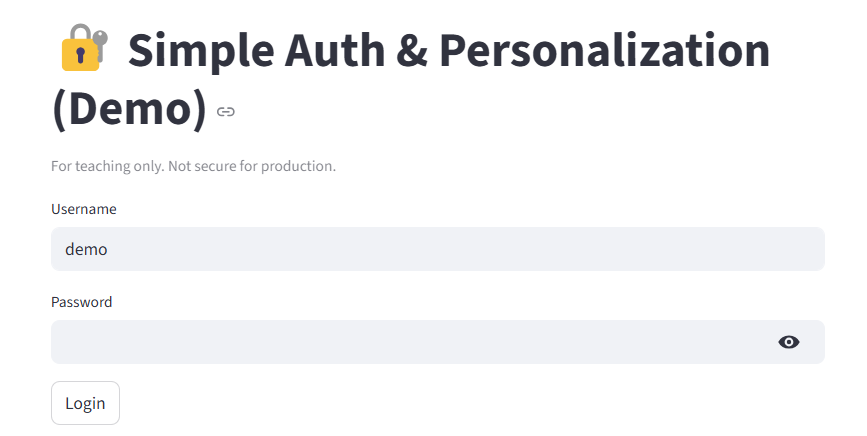 Simple Auth & Personalization
(Demo)
For teaching only. Not secure for production.
Username
demo
Password
Login